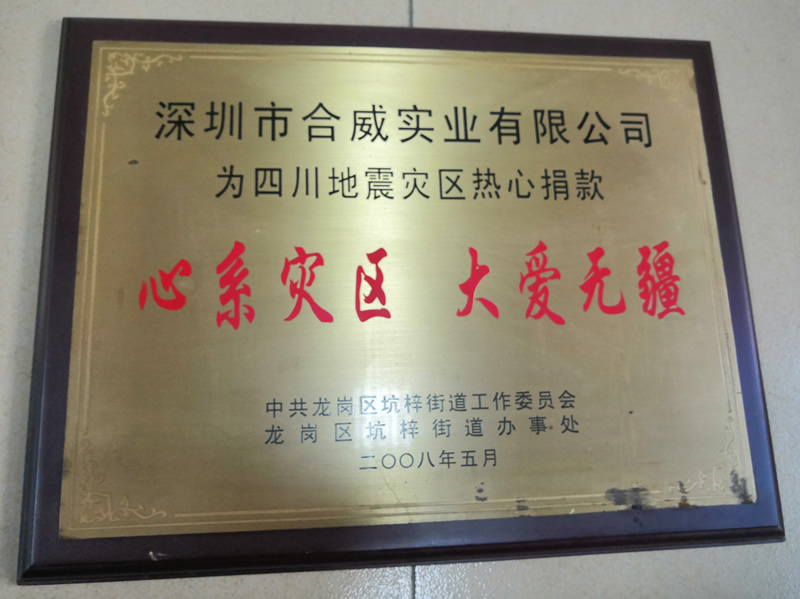 深圳市合威实业有限公司
为四川地震灾区热心捐款
心系灾区 大爱无疆
中共龙岗区坑梓街道工作委员会
龙岗区坑梓街道办事处
二〇〇八年五月